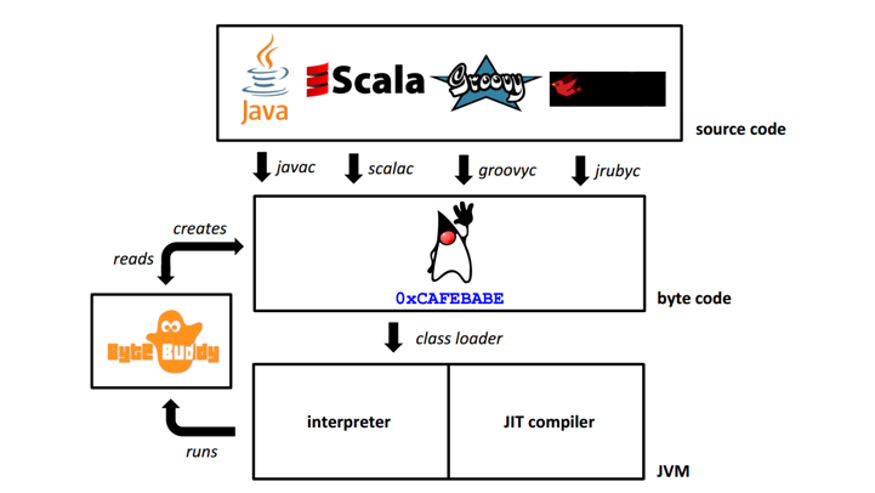 Java
Scala
Groovy
source code
javac
scalac
groovyc
jrubyc
creates
reads
0xCAFEBABE
byte code
Byte Buddy
class loader
interpreter
JIT compiler
runs
JVM